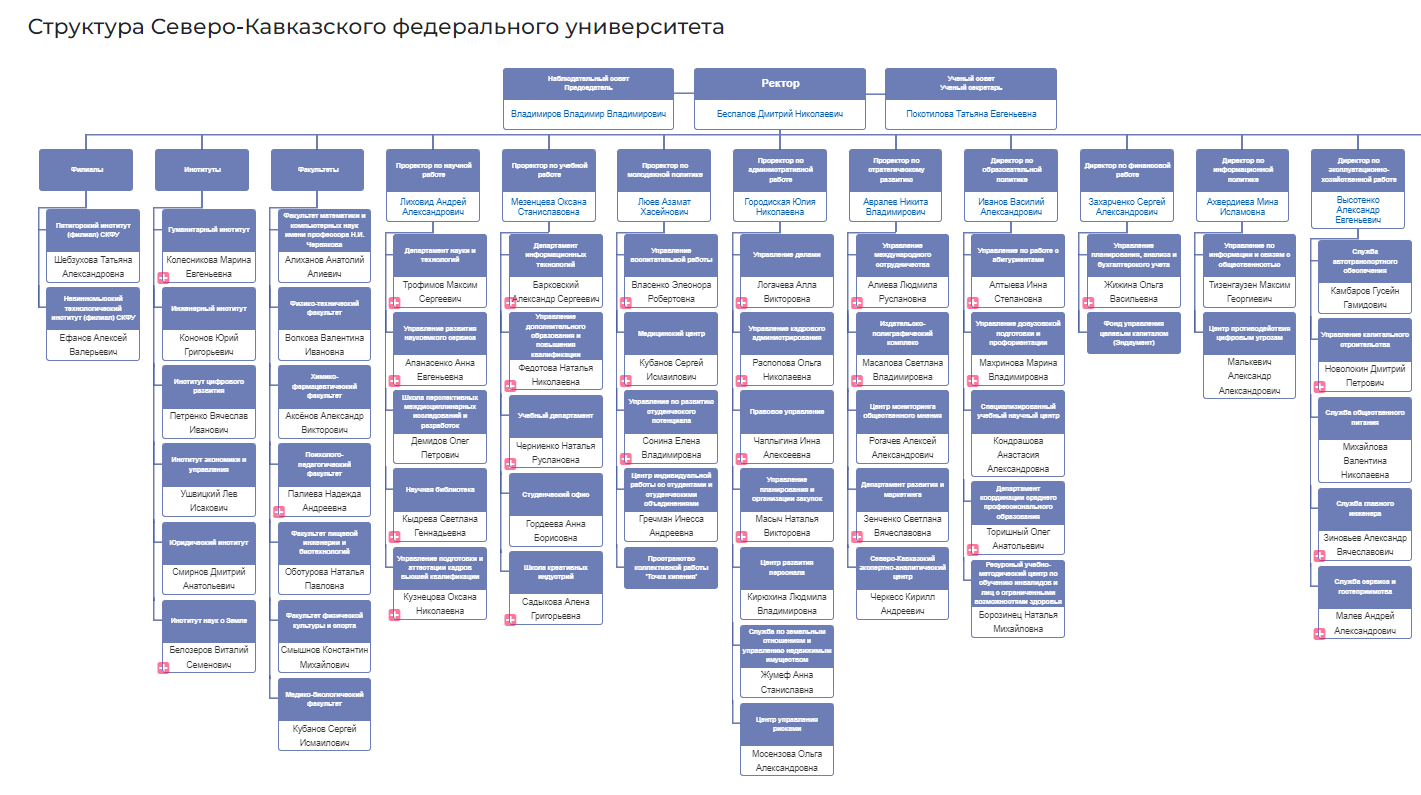 Структура Северо-Кавказского федерального университета
Наблюдательный совет
Председатель
Владимиров Владимир Владимирович
Ректор
Беспалов Дмитрий Николаевич
Ученый совет
Ученый секретарь
Покотилова Татьяна Евгеньевна
Филиалы
Пятигорский институт
(филиал) СКФУ
Шебзухова Татьяна
Александровна
Невинномысский
технологический
институт (филиал) СКФУ
Ефанов Алексей
Валерьевич
Институты
Гуманитарный институт
Колесникова Марина
Евгеньевна
Инженерный институт
Кононов Юрий
Григорьевич
Институт цифрового
развития
Петренко Вячеслав
Иванович
Институт экономики и
управления
Ушвицкий Лев
Исакович
Юридический институт
Смирнов Дмитрий
Анатольевич
Институт наук о Земле
Белозеров Виталий
Семенович
Факультеты
Факультет математики и
компьютерных наук
имени профессора Н.И.
Червякова
Алиханов Анатолий
Алиевич
Физико-технический
факультет
Волкова Валентина
Ивановна
Химико-
фармацевтический
факультет
Аксёнов Александр
Викторович
Психолого-
педагогический
факультет
Палиева Надежда
Андреевна
Факультет пищевой
инженерии и
биотехнологий
Оботурова Наталья
Павловна
Факультет физической
культуры и спорта
Смышнов Константин
Михайлович
Медико-биологический
факультет
Кубанов Сергей
Исмаилович
Проректор по научной
работе
Лиховид Андрей
Александрович
Департамент науки и
технологий
Трофимов Максим
Сергеевич
Управление развития
наукоемкого сервиса
Апанасенко Анна
Евгеньевна
Школа перспективных
междисциплинарных
исследований и
разработок
Демидов Олег
Петрович
Научная библиотека
Кыдрева Светлана
Геннадьевна
Управление подготовки и
аттестации кадров
высшей квалификации
Кузнецова Оксана
Николаевна
Проректор по учебной
работе
Мезенцева Оксана
Станиславовна
Департамент
информационных
технологий
Барковский
Александр Сергеевич
Управление
дополнительного
образования и
повышения
квалификации
Федотова Наталья
Николаевна
Учебный департамент
Черниенко Наталья
Руслановна
Студенческий офис
Гордеева Анна
Борисовна
Школа креативных
индустрий
Садыкова Алена
Григорьевна
Проректор по
молодежной политике
Люев Азамат
Хасейнович
Управление
воспитательной работы
Власенко Элеонора
Робертовна
Медицинский центр
Кубанов Сергей
Исмаилович
Управление по развитию
студенческого
потенциала
Сонина Елена
Владимировна
Центр индивидуальной
работы со студентами и
студенческими
объединениями
Гречман Инесса
Андреевна
Пространство
коллективной работы
"Точка кипения"
Проректор по
административной
работе
Городиская Юлия
Николаевна
Управление делами
Логачева Алла
Викторовна
Управление кадрового
администрирования
Распопова Ольга
Николаевна
Правовое управление
Чаплыгина Инна
Алексеевна
Управление
планирования и
организации закупок
Масыч Наталья
Викторовна
Центр развития
персонала
Кирюхина Людмила
Владимировна
Служба по земельным
отношениям и
управлению недвижимым
имуществом
Жумеф Анна
Станиславна
Центр управления
рисками
Мосензова Ольга
Александровна
Проректор по
стратегическому
развитию
Авралев Никита
Владимирович
Управление
международного
сотрудничества
Алиева Людмила
Руслановна
Издательско-
полиграфический
комплекс
Масалова Светлана
Владимировна
Центр мониторинга
общественного мнения
Рогачев Алексей
Александрович
Департамент развития и
маркетинга
Зенченко Светлана
Вячеславовна
Северо-Кавказский
экспертно-аналитический
центр
Черкесс Кирилл
Андреевич
Директор по
образовательной
политике
Иванов Василий
Александрович
Управление по работе с
абитуриентами
Алтыева Инна
Степановна
Управление довузовской
подготовки и
профориентации
Махринова Марина
Владимировна
Специализированный
учебный научный центр
Кондрашова
Анастасия
Александровна
Департамент
координации среднего
профессионального
образования
Торишный Олег
Анатольевич
Ресурсный учебно-
методический центр по
обучению инвалидов и
лиц с ограниченными
возможностями здоровья
Борозинец Наталья
Михайловна
Директор по финансовой
работе
Захарченко Сергей
Александрович
Управление
планирования, анализа и
бухгалтерского учета
Жижина Ольга
Васильевна
Фонд управления
целевым капиталом
(Эндаумент)
Директор по
информационной
политике
Ахвердиева Мина
Исламовна
Управление по
информации и связям с
общественностью
Тизенгаузен Максим
Георгиевич
Центр противодействия
цифровым угрозам
Малькевич
Александр
Александрович
Директор по
эксплуатационно-
хозяйственной работе
Высотенко
Александр
Евгеньевич
Служба
автотранспортного
обеспечения
Камбаров Гусейн
Гамидович
Управление капитального
строительства
Новолокин Дмитрий
Петрович
Служба общественного
питания
Михайлова
Валентина
Николаевна
Служба главного
инженера
Зиновьев Александр
Вячеславович
Служба сервиса и
гостеприимства
Малев Андрей
Александрович